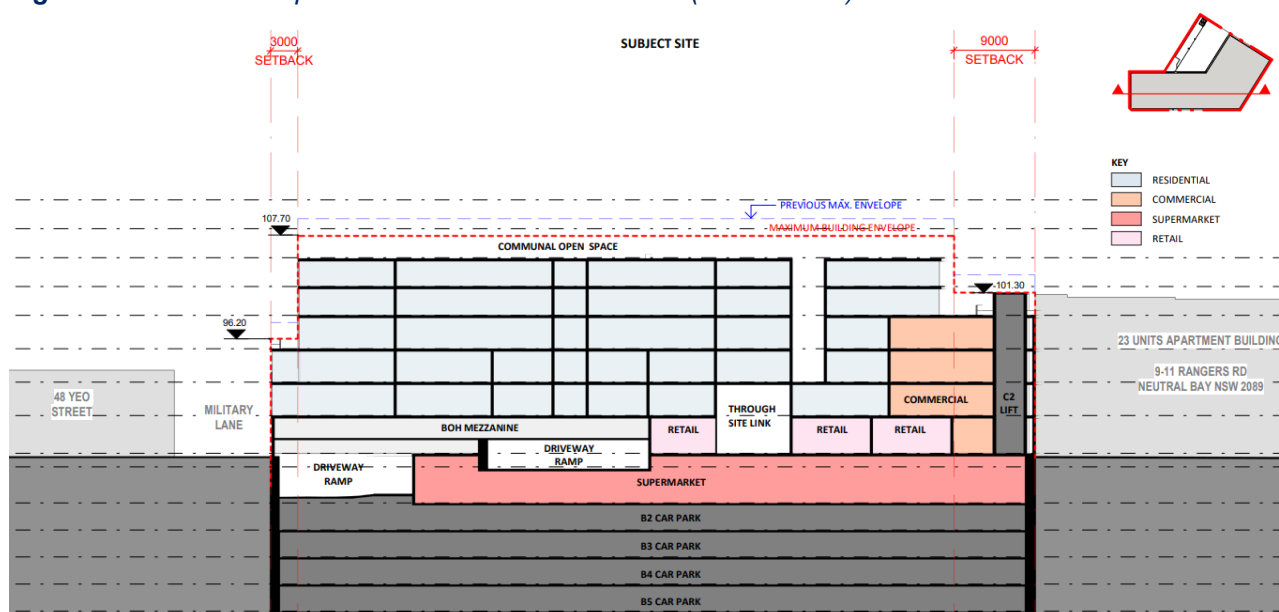 3000
SETBACK
SUBJECT SITE
9000
SETBACK
KEY
RESIDENTIAL
COMMERCIAL
SUPERMARKET
RETAIL
PREVIOUS MAX. ENVELOPE
107.70
MAXIMUM BUILDING ENVELOPE
COMMUNAL OPEN SPACE
101.30
96.20
23 UNITS APARTMENT BUILDING
9-11 RANGERS RD
NEUTRAL BAY NSW 2089
48 YEO
STREET
MILITARY
LANE
COMMERCIAL
C2
LIFT
THROUGH
SITE LINK
BOH MEZZANINE
RETAIL
RETAIL
RETAIL
DRIVEWAY
RAMP
DRIVEWAY
RAMP
SUPERMARKET
B2 CAR PARK
B3 CAR PARK
B4 CAR PARK
B5 CAR PARK